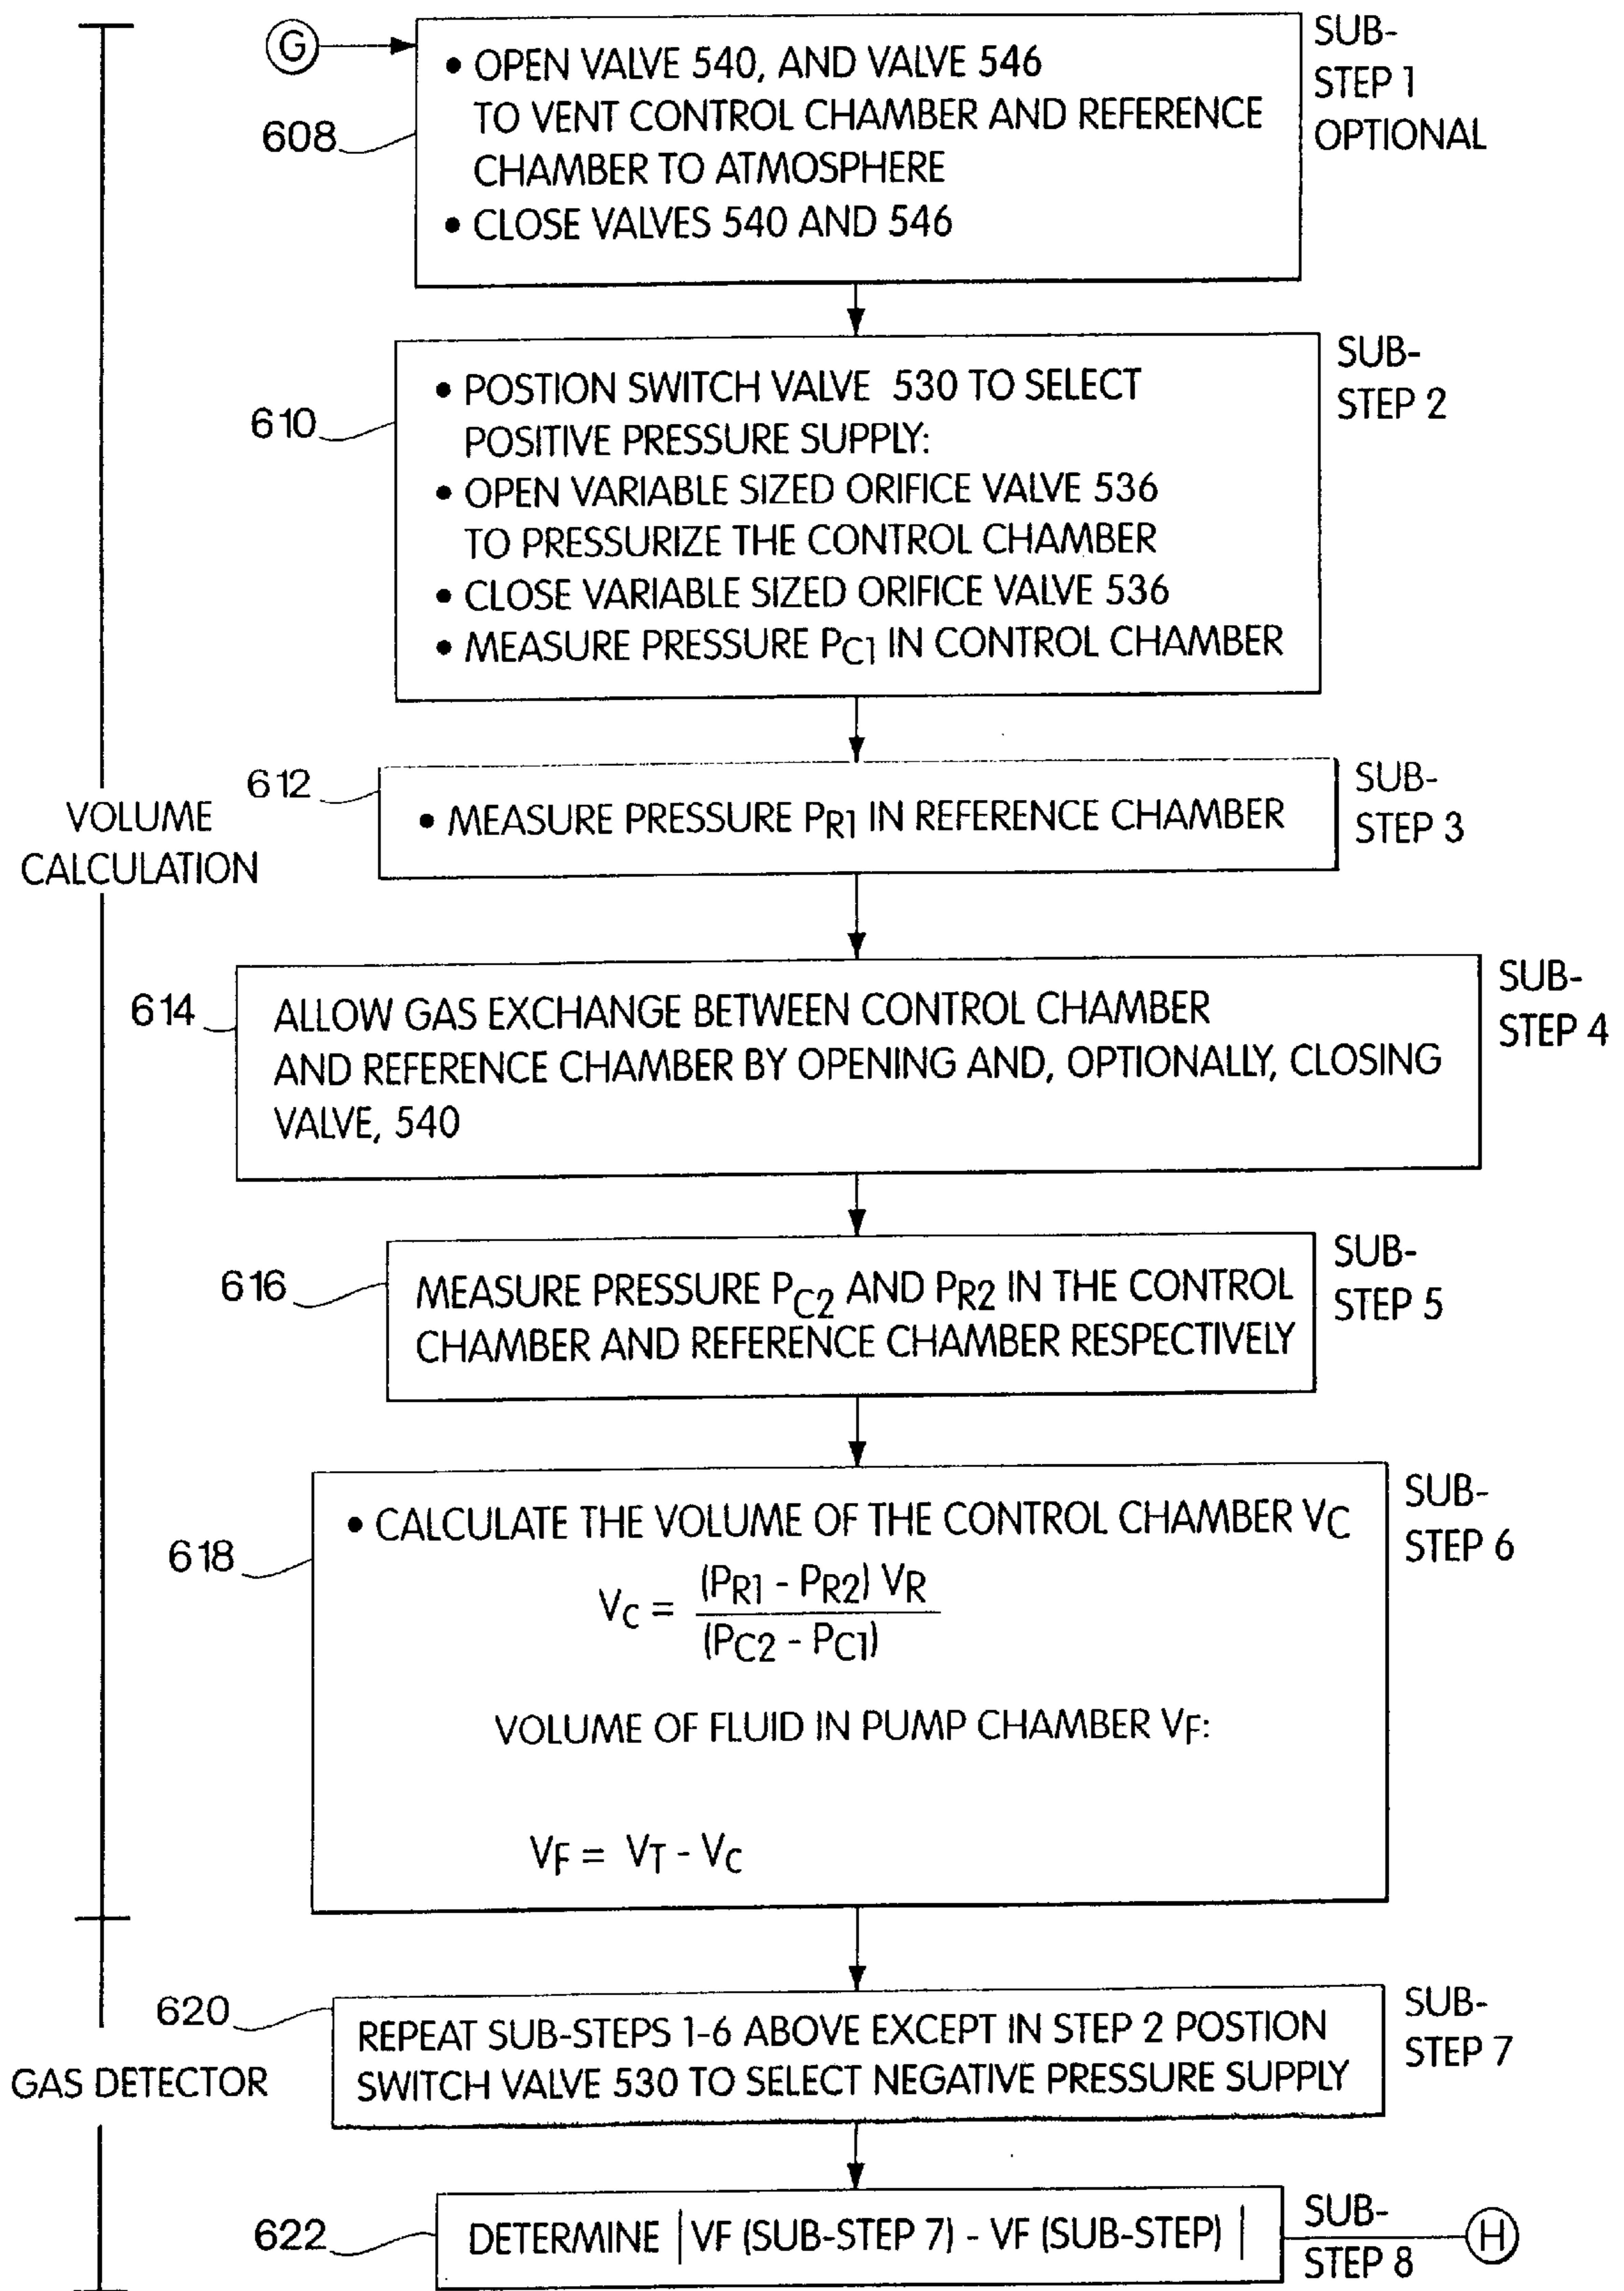 G
• OPEN VALVE 540, AND VALVE 546
TO VENT CONTROL CHAMBER AND REFERENCE
CHAMBER TO ATMOSPHERE
• CLOSE VALVES 540 AND 546
608
SUB-
STEP 1
OPTIONAL
• POSTION SWITCH VALVE 530 TO SELECT
POSITIVE PRESSURE SUPPLY:
• OPEN VARIABLE SIZED ORIFICE VALVE 536
TO PRESSURIZE THE CONTROL CHAMBER
• CLOSE VARIABLE SIZED ORIFICE VALVE 536
• MEASURE PRESSURE PC1 IN CONTROL CHAMBER
610
SUB-
STEP 2
612
• MEASURE PRESSURE PR1 IN REFERENCE CHAMBER
SUB-
STEP 3
VOLUME
CALCULATION
614
ALLOW GAS EXCHANGE BETWEEN CONTROL CHAMBER
AND REFERENCE CHAMBER BY OPENING AND, OPTIONALLY, CLOSING
VALVE, 540
SUB-
STEP 4
616
MEASURE PRESSURE PC2 AND PR2 IN THE CONTROL
CHAMBER AND REFERENCE CHAMBER RESPECTIVELY
SUB-
STEP 5
618
• CALCULATE THE VOLUME OF THE CONTROL CHAMBER VC
VC = (PR1 - PR2) VR
(PC2 - PC1)
VOLUME OF FLUID IN PUMP CHAMBER VF:
VF = VT - VC
SUB-
STEP 6
620
REPEAT SUB-STEPS 1-6 ABOVE EXCEPT IN STEP 2 POSTION
SWITCH VALVE 530 TO SELECT NEGATIVE PRESSURE SUPPLY
SUB-
STEP 7
GAS DETECTOR
622
DETERMINE |VF (SUB-STEP 7) - VF (SUB-STEP) |
SUB-
STEP 8
H